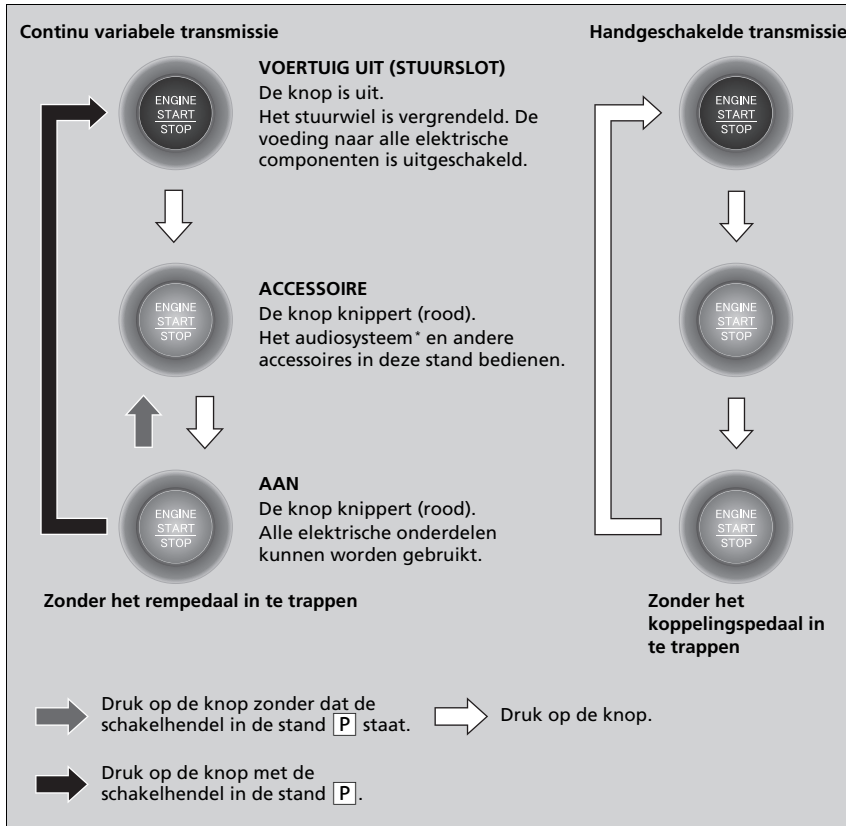 Continu variabele transmissie
Handgeschakelde transmissie
ENGINE
START
STOP
VOERTUIG UIT (STUURSLOT)
De knop is uit.
Het stuurwiel is vergrendeld. De
voeding naar alle elektrische
componenten is uitgeschakeld.
ENGINE
START
STOP
ENGINE
START
STOP
ACCESSOIRE
De knop knippert (rood).
Het audiosysteem* en andere
accessoires in deze stand bedienen.
ENGINE
START
STOP
ENGINE
START
STOP
AAN
De knop knippert (rood).
Alle elektrische onderdelen
kunnen worden gebruikt.
ENGINE
START
STOP
Zonder het rempedaal in te trappen
Zonder het
koppelingspedaal in
te trappen
Druk op de knop zonder dat de
schakelhendel in de stand P staat.
Druk op de knop.
Druk op de knop met de
schakelhendel in de stand P.